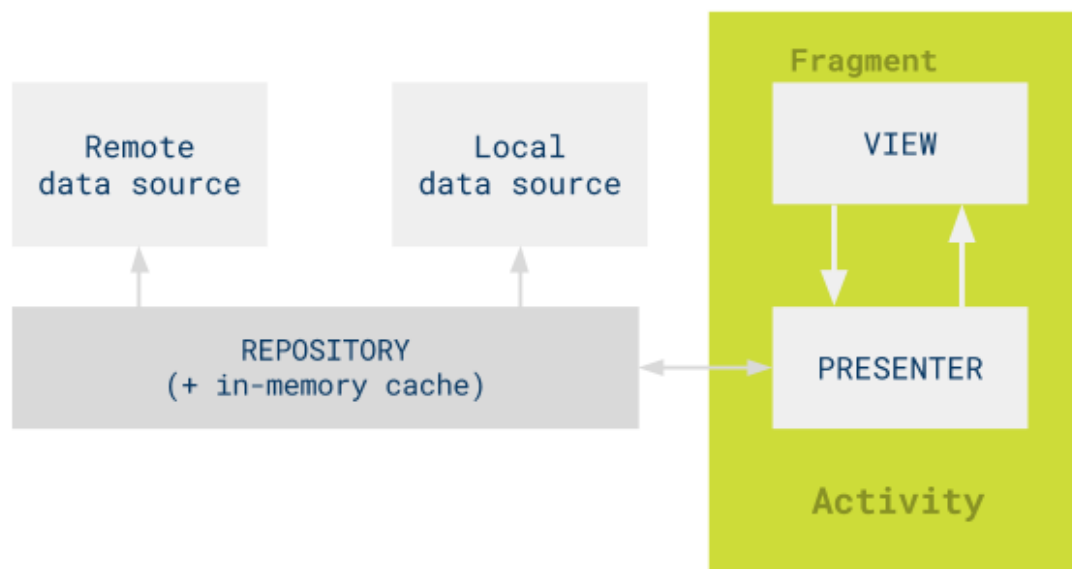 Fragment
Remote
data source
Local
data source
VIEW
REPOSITORY
(+ in-memory cache)
PRESENTER
Activity